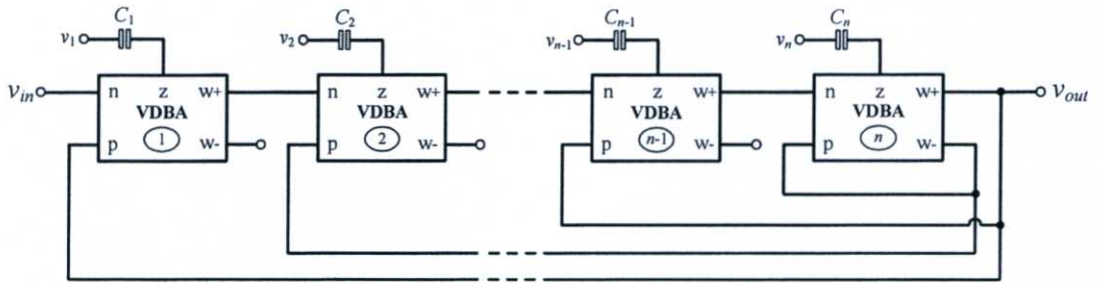 C1 C2 Cn-1 Cn
v1 v2 vn-1 vn
vin n z w+ n z w+ n z w+ n z w+ vout
VDBA VDBA VDBA VDBA
p 1 w- p 2 w- p n-1 w- p n w-